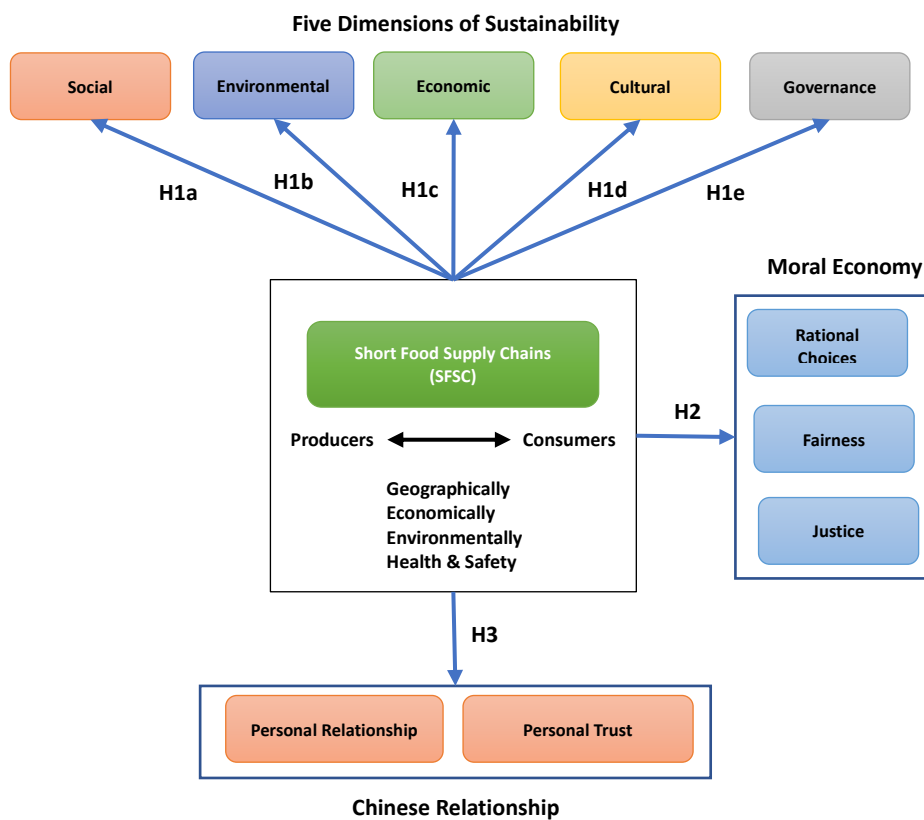 Five Dimensions of Sustainability
Social
Environmental
Economic
Cultural
Governance
H1a
H1b
H1c
H1d
H1e
Moral Economy
Rational
Choices
Short Food Supply Chains
(SFSC)
H2
Producers
Consumers
Fairness
Geographically
Economically
Environmentally
Health & Safety
Justice
H3
Personal Relationship
Personal Trust
Chinese Relationship